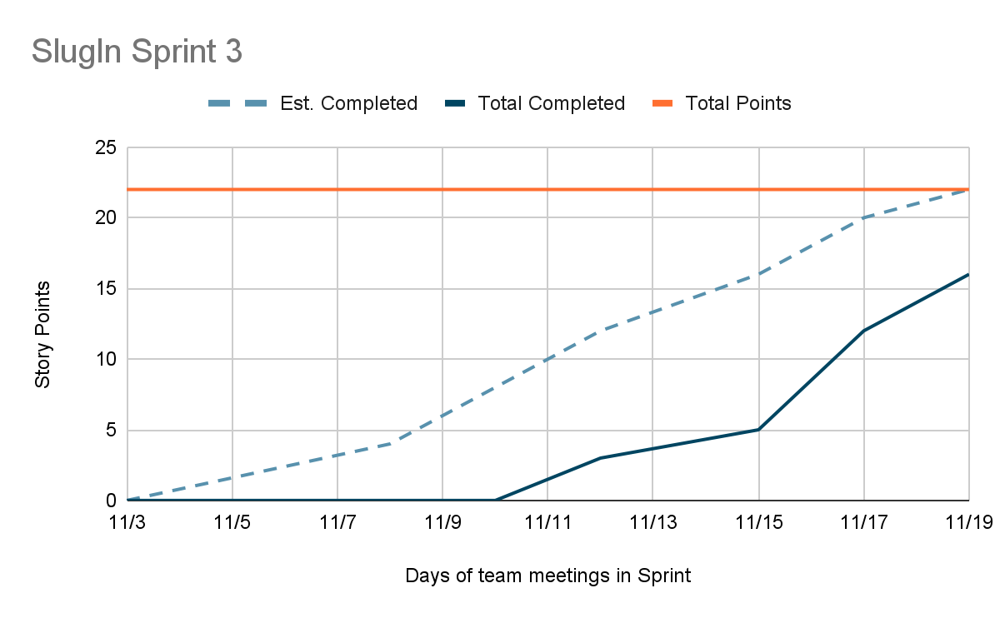 SlugIn Sprint 3
Est. Completed Total Completed Total Points
25
20
15
10
5
0
Story Points
11/3 11/5 11/7 11/9 11/11 11/13 11/15 11/17 11/19
Days of team meetings in Sprint